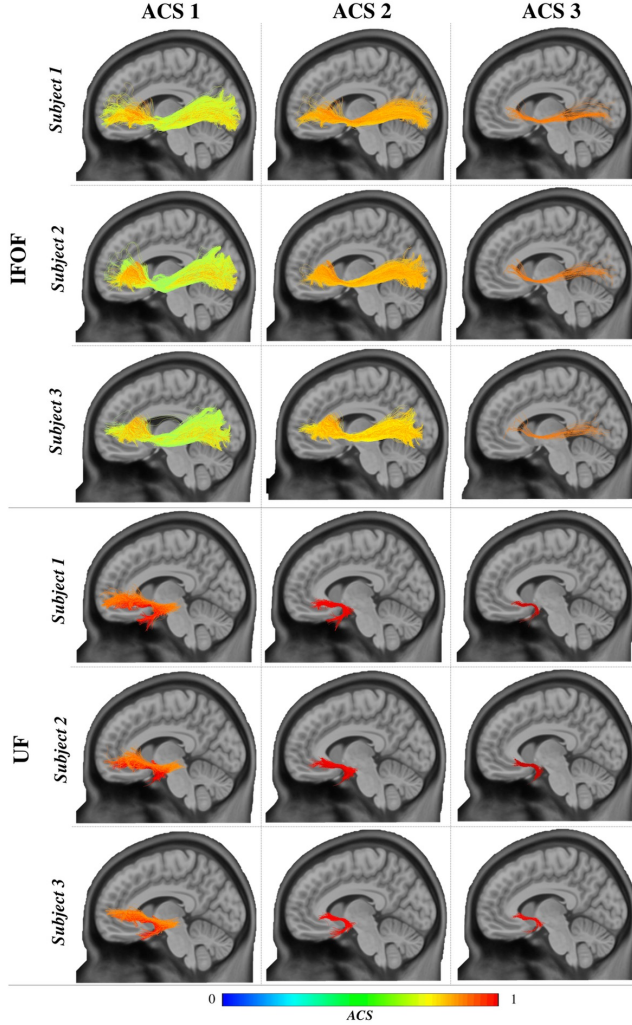 ACS 1 ACS 2 ACS 3
IFOF
Subject 1
Subject 2
Subject 3
UF
Subject 1
Subject 2
Subject 3
0 1
ACS